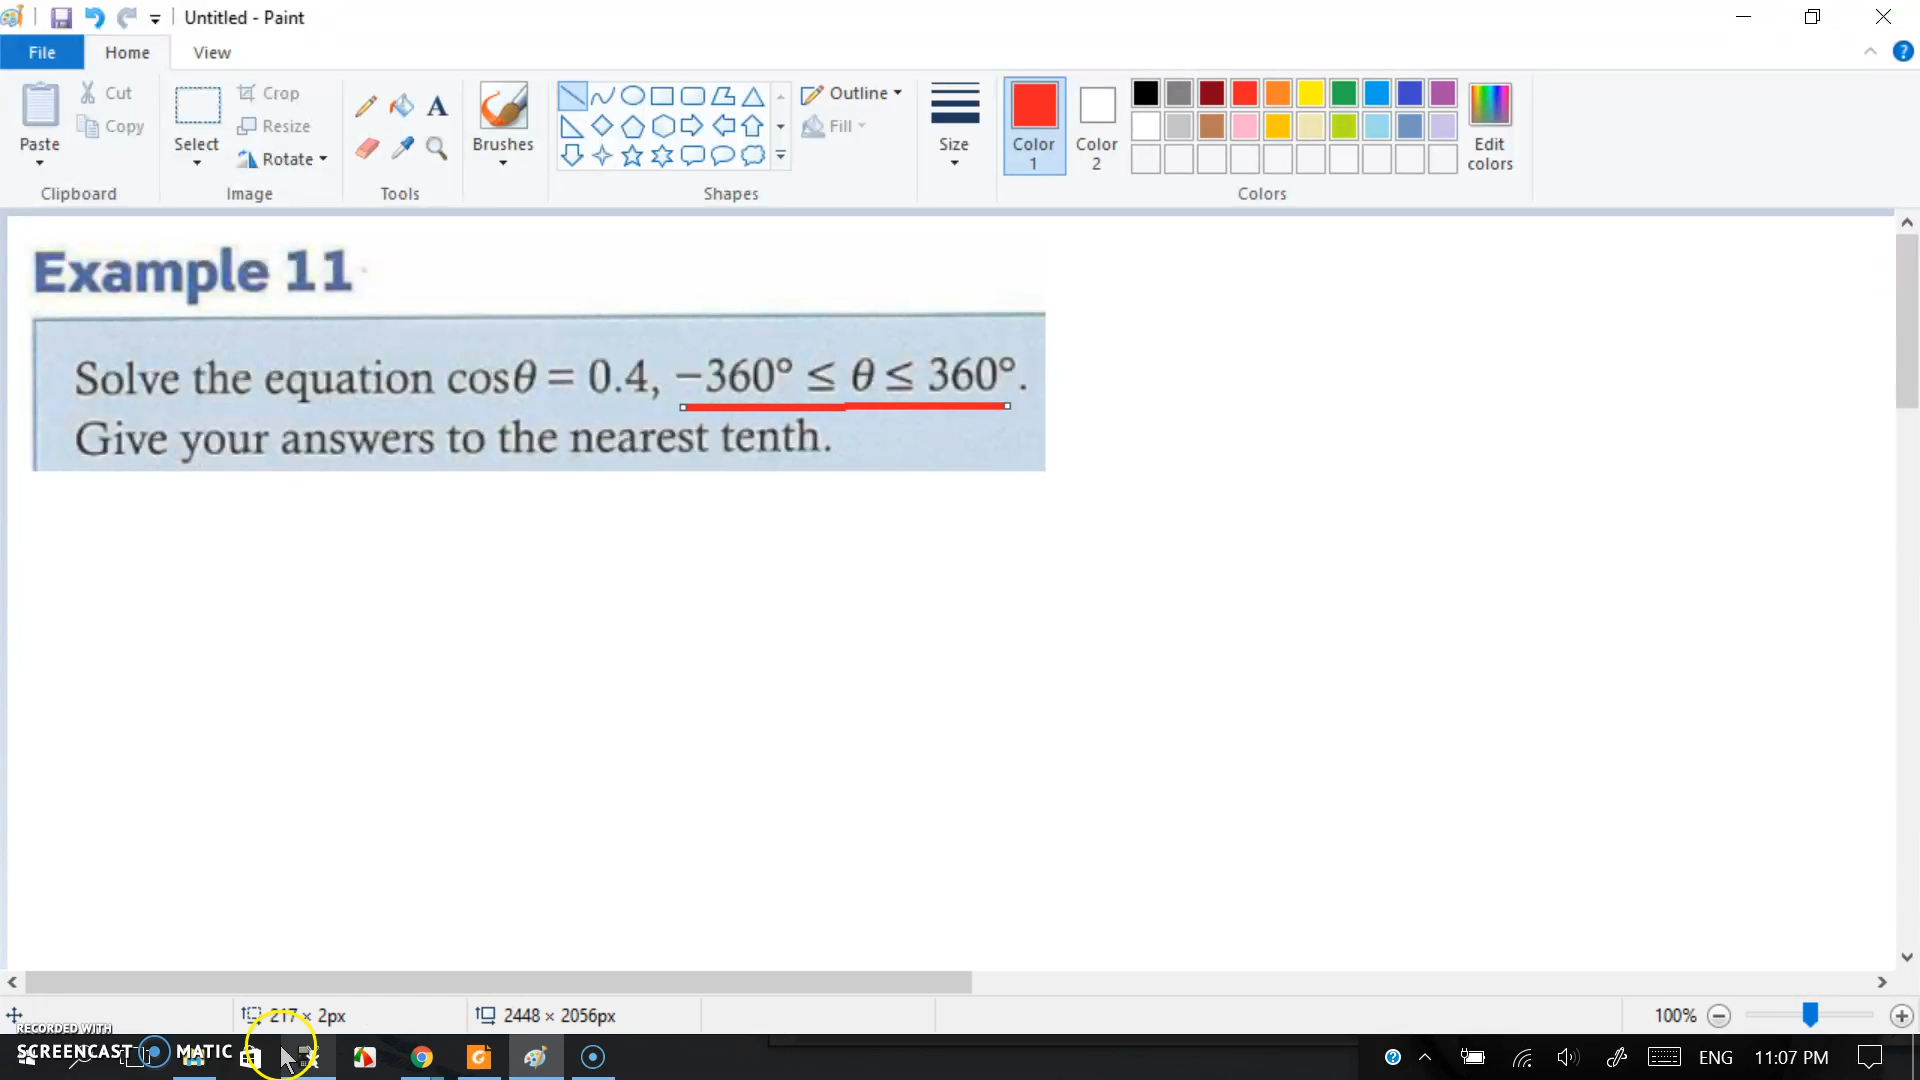 Untitled - Paint
File Home View
Paste
Cut
Copy
Clipboard
Select
Crop
Resize
Rotate
Image
Tools
Brushes
Shapes
Outline
Fill
Size
Color 1
Color 2
Edit colors
Colors
Example 11
Solve the equation cosθ = 0.4, −360° ≤ θ ≤ 360°.
Give your answers to the nearest tenth.
217 × 2px
2448 × 2056px
100%
RECORDED WITH
SCREENCAST MATIC
ENG
11:07 PM